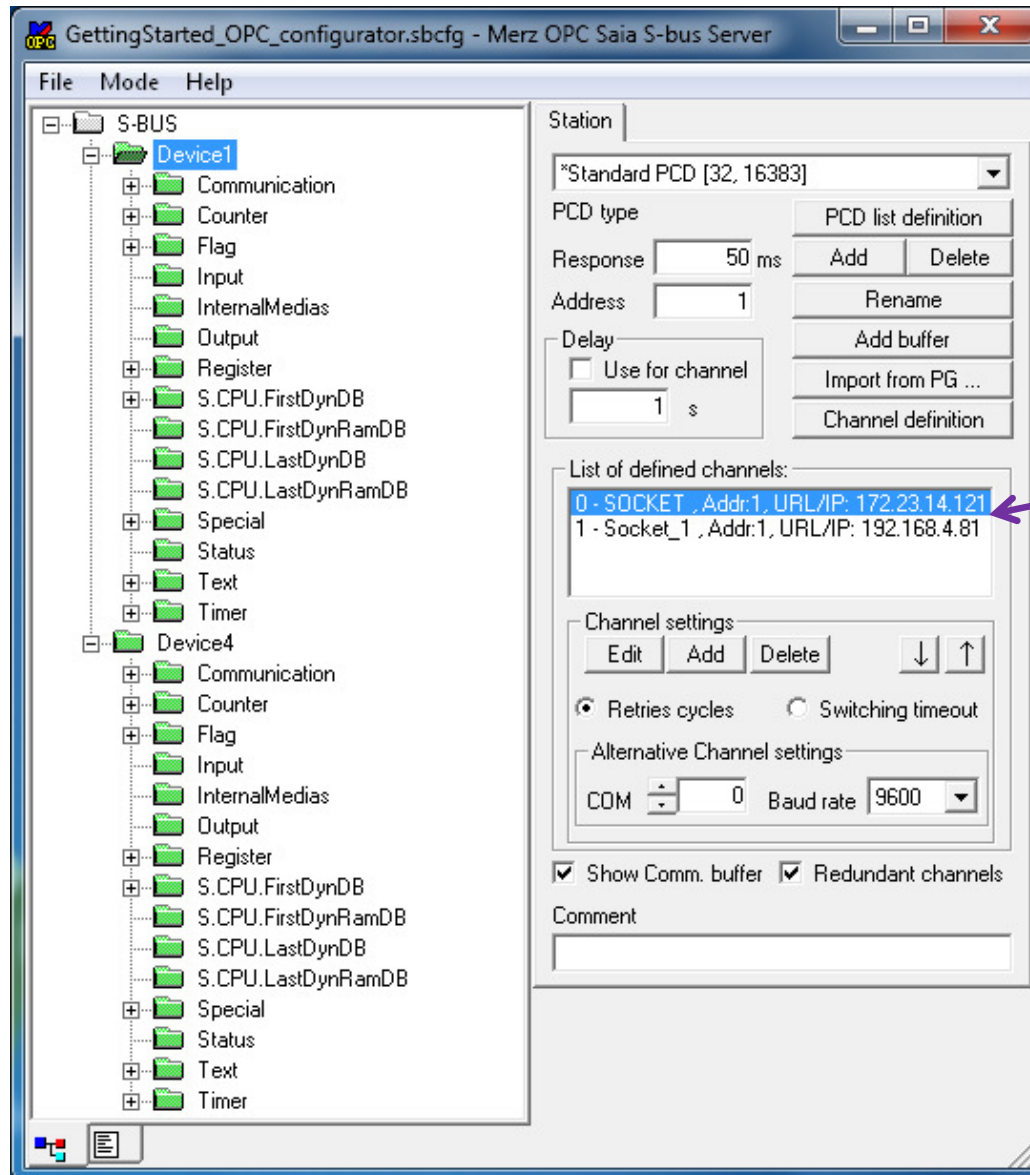 GettingStarted_OPC_configurator.sbcfg - Merz OPC Saia S-bus Server
File Mode Help
S-BUS
Device1
Communication
Counter
Flag
Input
InternalMedias
Output
Register
S.CPU.FirstDynDB
S.CPU.FirstDynRamDB
S.CPU.LastDynDB
S.CPU.LastDynRamDB
Special
Status
Text
Timer
Device4
Communication
Counter
Flag
Input
InternalMedias
Output
Register
S.CPU.FirstDynDB
S.CPU.FirstDynRamDB
S.CPU.LastDynDB
S.CPU.LastDynRamDB
Special
Status
Text
Timer
Station
*Standard PCD [32, 16383]
PCD type PCD list definition
Response 50 ms Add Delete
Address 1 Rename
Delay Add buffer
Use for channel Import from PG ...
1 s Channel definition
List of defined channels:
0 - SOCKET , Addr:1, URL/IP: 172.23.14.121
1 - Socket_1 , Addr:1, URL/IP: 192.168.4.81
Channel settings
Edit Add Delete ↓ ↑
Retries cycles Switching timeout
Alternative Channel settings
COM 0 Baud rate 9600
Show Comm. buffer Redundant channels
Comment